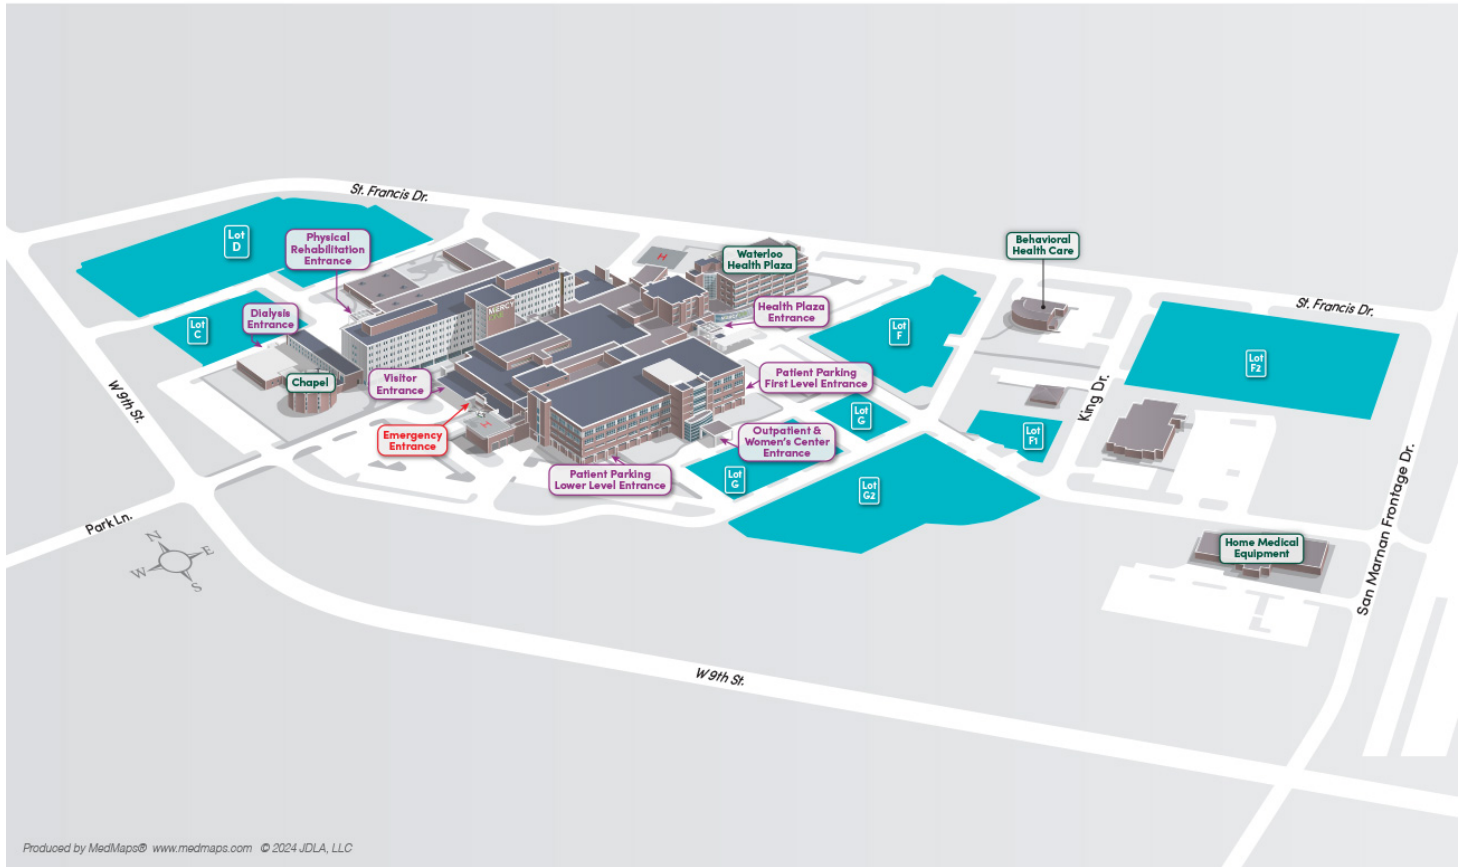 St. Francis Dr.
Lot
D
Physical
Rehabilitation
Entrance
Waterloo
Health Plaza
Behavioral
Health Care
H
Lot
C
Dialysis
Entrance
MERCY
Health Plaza
Entrance
Lot
F
St. Francis Dr.
Lot
F2
W 9th St.
Chapel
Visitor
Entrance
Patient Parking
First Level Entrance
King Dr.
Emergency
Entrance
H
Lot
G
Outpatient &
Women's Center
Entrance
Lot
F1
Patient Parking
Lower Level Entrance
Lot
G
Lot
G2
San Marnan Frontage Dr.
Park Ln.
N
E
W
S
Home Medical
Equipment
W 9th St.
Produced by MedMaps® www.medmaps.com © 2024 JDLA, LLC